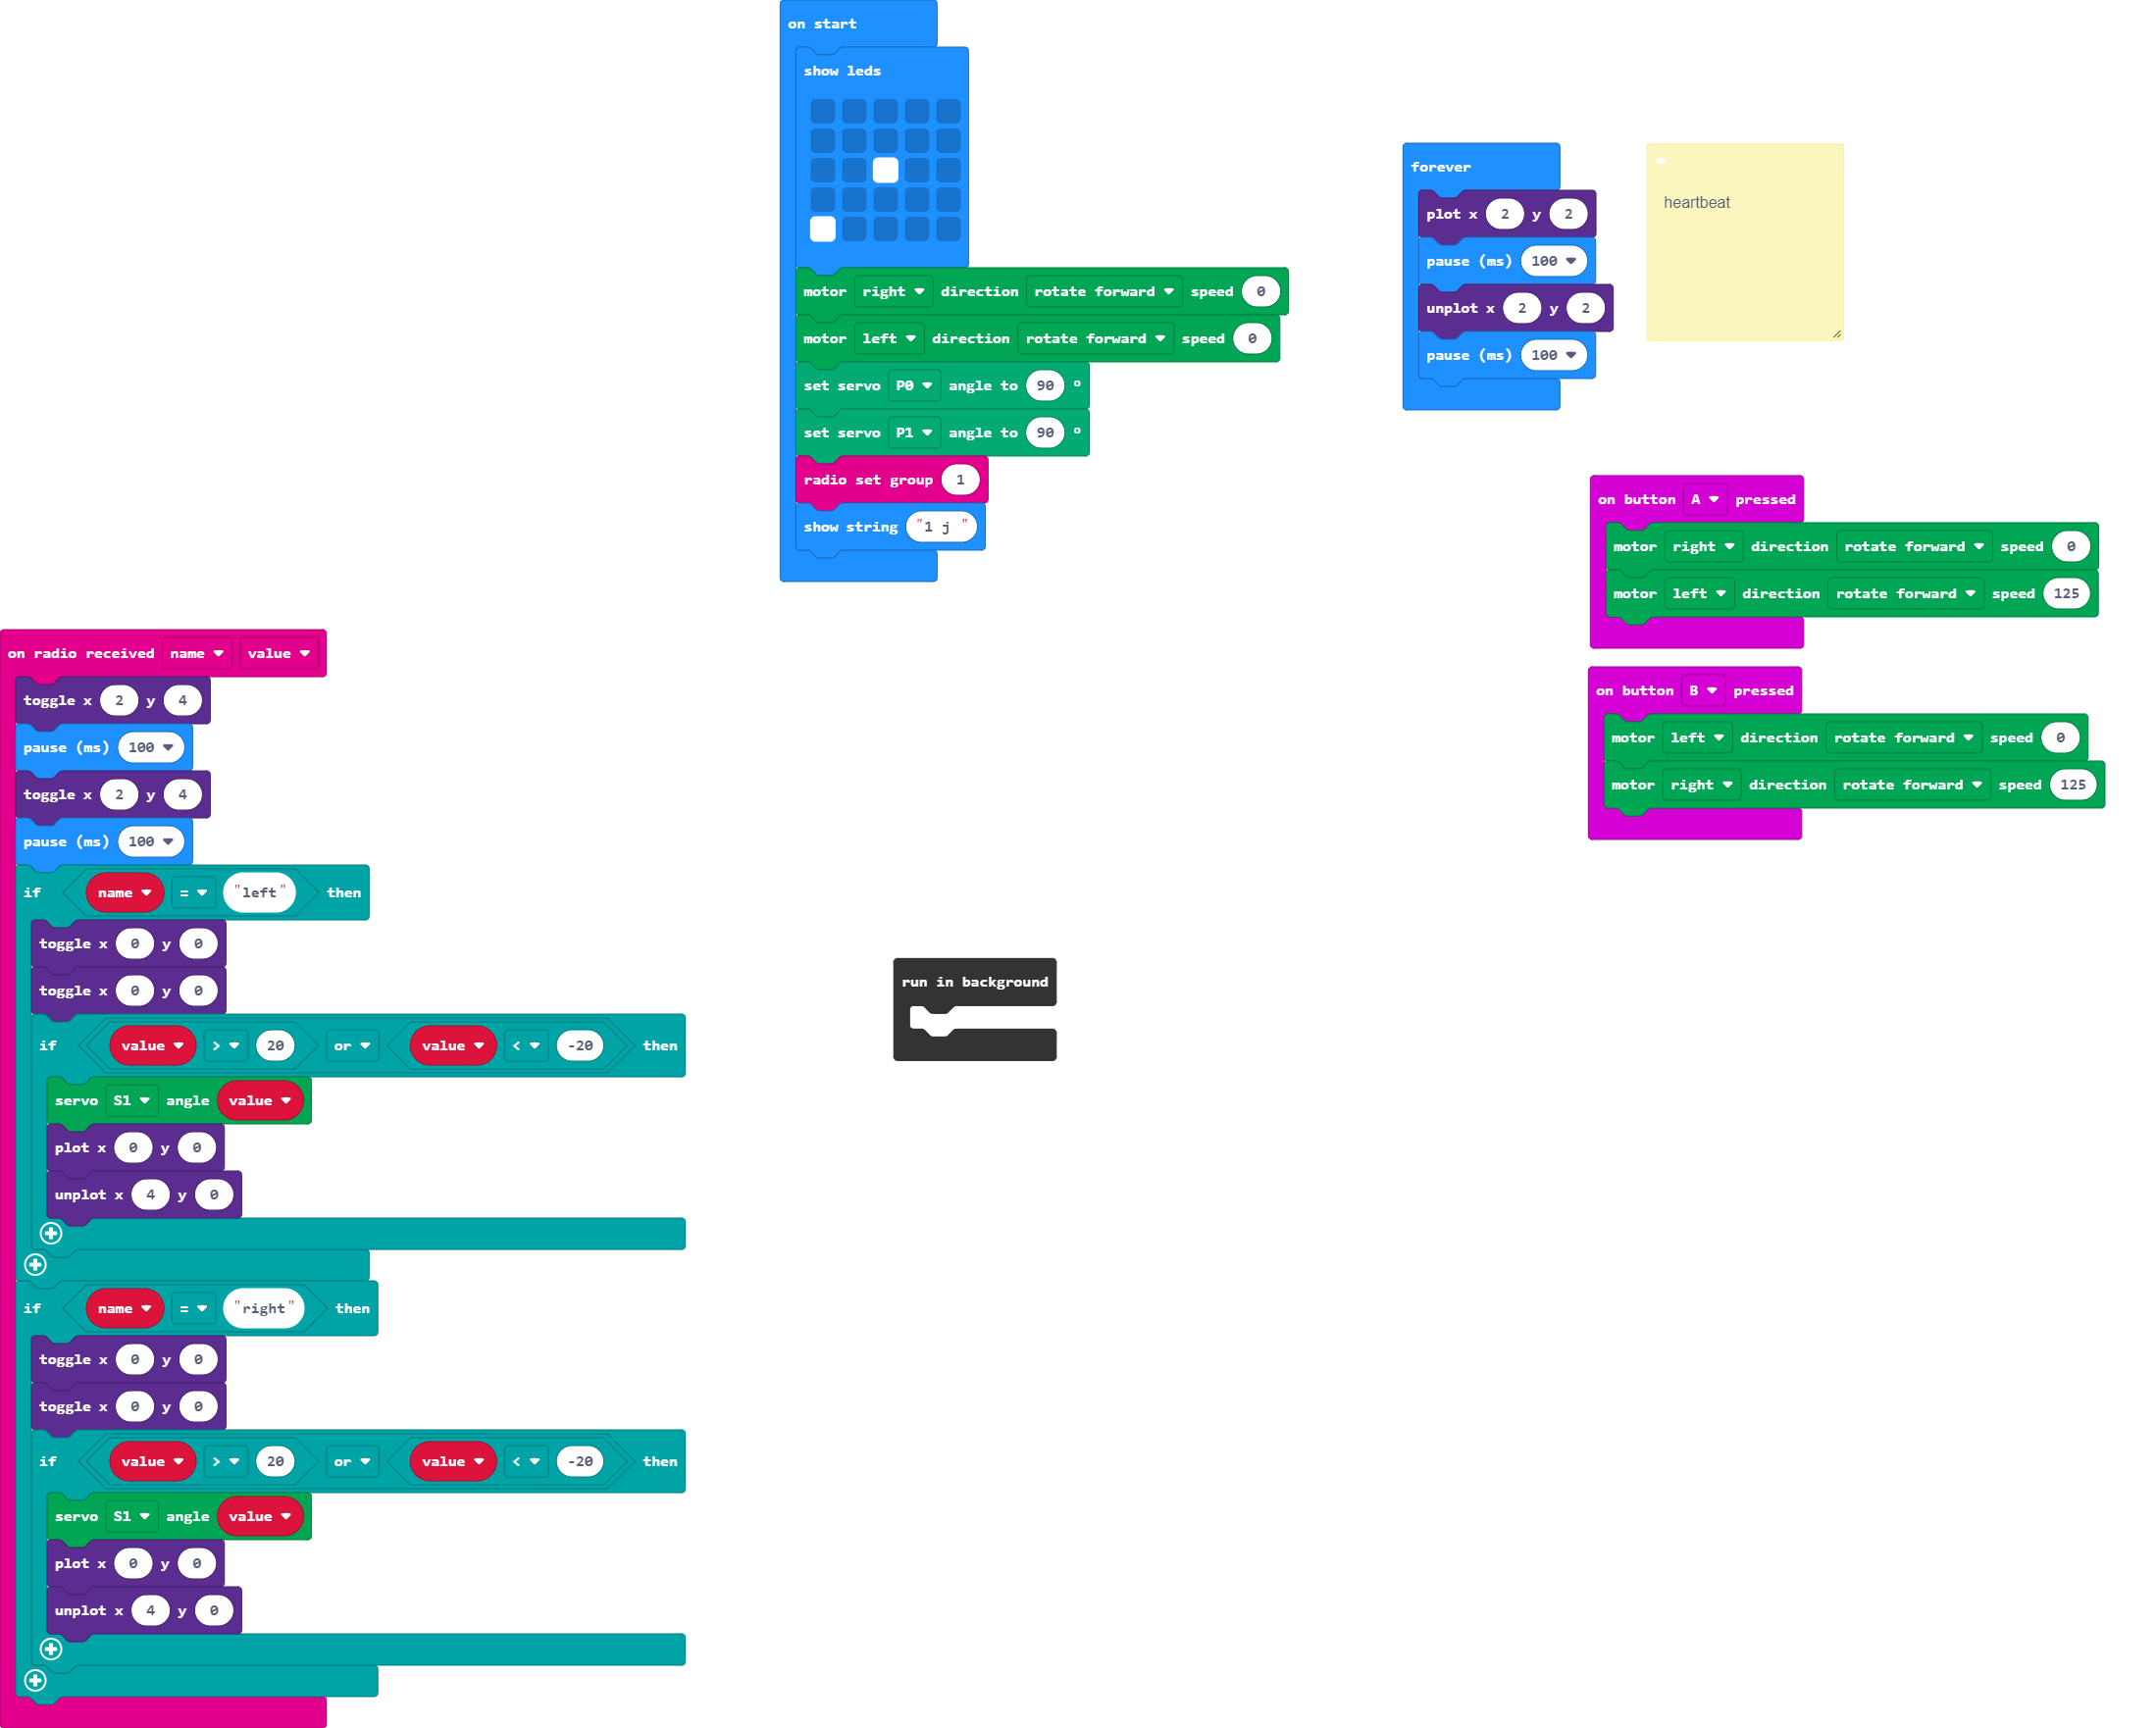 on start
show leds
motor right direction rotate forward speed 0
motor left direction rotate forward speed 0
set servo P0 angle to 90 °
set servo P1 angle to 90 °
radio set group 1
show string "1 j "
forever
plot x 2 y 2
pause (ms) 100
unplot x 2 y 2
pause (ms) 100
heartbeat
on button A pressed
motor right direction rotate forward speed 0
motor left direction rotate forward speed 125
on button B pressed
motor left direction rotate forward speed 0
motor right direction rotate forward speed 125
on radio received name value
toggle x 2 y 4
pause (ms) 100
toggle x 2 y 4
pause (ms) 100
if name = "left" then
toggle x 0 y 0
toggle x 0 y 0
if value > 20 or value < -20 then
servo S1 angle value
plot x 0 y 0
unplot x 4 y 0
if name = "right" then
toggle x 0 y 0
toggle x 0 y 0
if value > 20 or value < -20 then
servo S1 angle value
plot x 0 y 0
unplot x 4 y 0
run in background